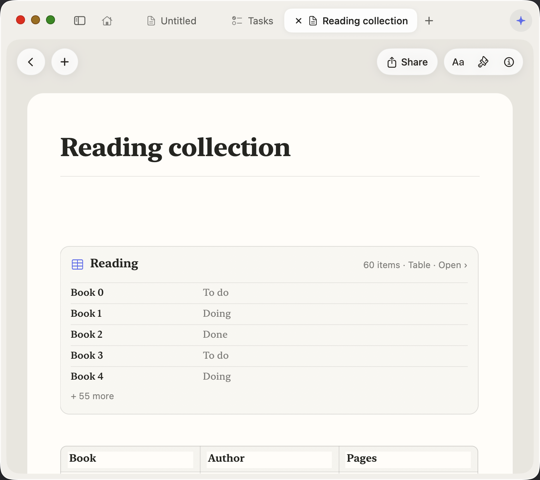 Untitled
Tasks
Reading collection
Share
Aa
Reading collection
Reading
60 items · Table · Open ›
Book 0 To do
Book 1 Doing
Book 2 Done
Book 3 To do
Book 4 Doing
+ 55 more
Book Author Pages